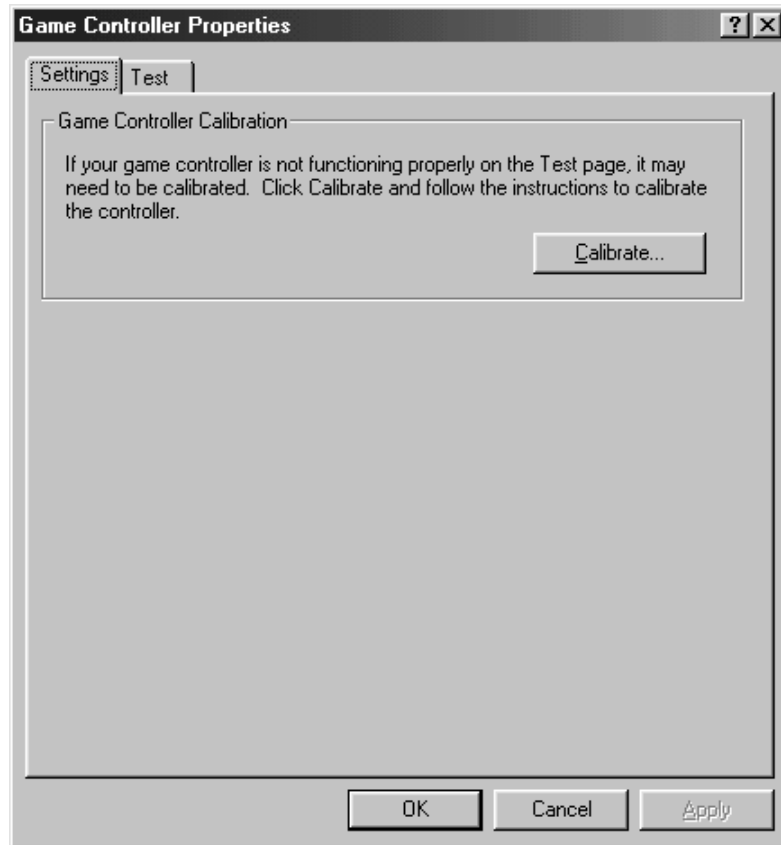 Game Controller Properties
Settings
Test
Game Controller Calibration
If your game controller is not functioning properly on the Test page, it may
need to be calibrated. Click Calibrate and follow the instructions to calibrate
the controller.
Calibrate...
OK
Cancel
Apply